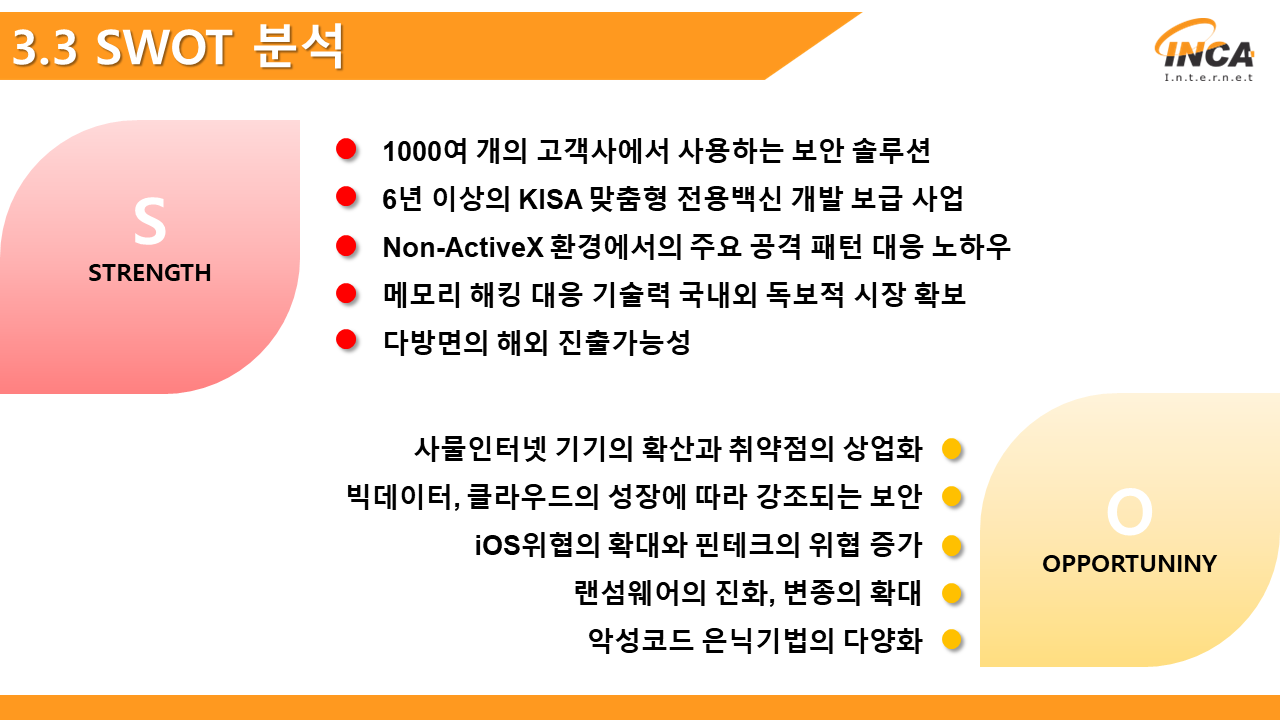 3.3 SWOT 분석
INCA
I.n.t.e.r.n.e.t
S
STRENGTH
1000여 개의 고객사에서 사용하는 보안 솔루션
6년 이상의 KISA 맞춤형 전용백신 개발 보급 사업
Non-ActiveX 환경에서의 주요 공격 패턴 대응 노하우
메모리 해킹 대응 기술력 국내외 독보적 시장 확보
다방면의 해외 진출가능성
사물인터넷 기기의 확산과 취약점의 상업화
빅데이터, 클라우드의 성장에 따라 강조되는 보안
iOS위협의 확대와 핀테크의 위협 증가
랜섬웨어의 진화, 변종의 확대
악성코드 은닉기법의 다양화
O
OPPORTUNINY